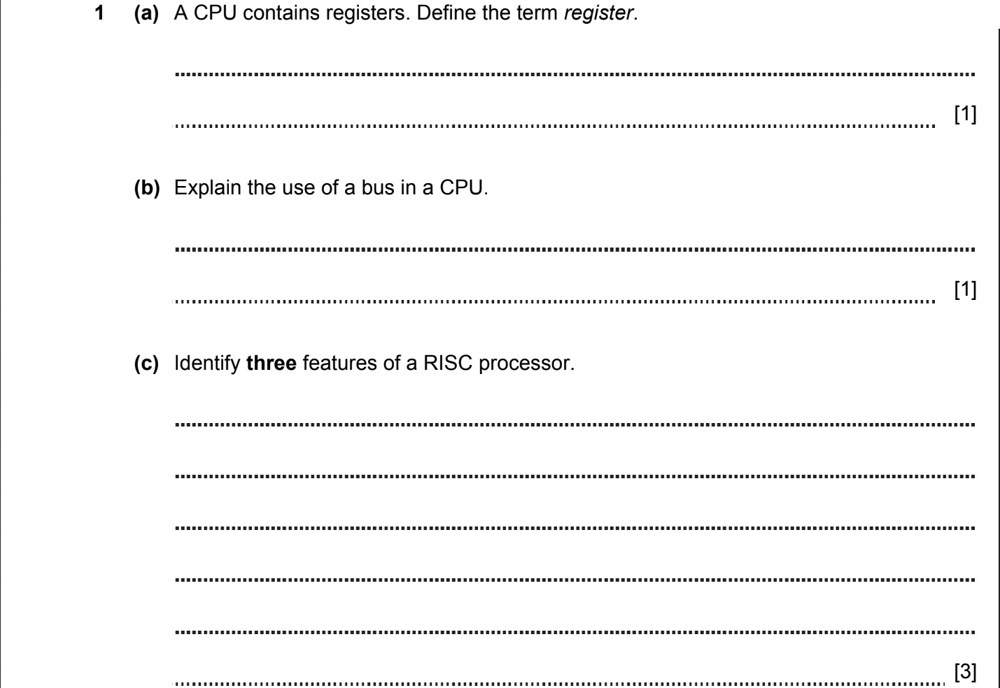 1 (a) A CPU contains registers. Define the term register.
[1]
(b) Explain the use of a bus in a CPU.
[1]
(c) Identify three features of a RISC processor.
[3]